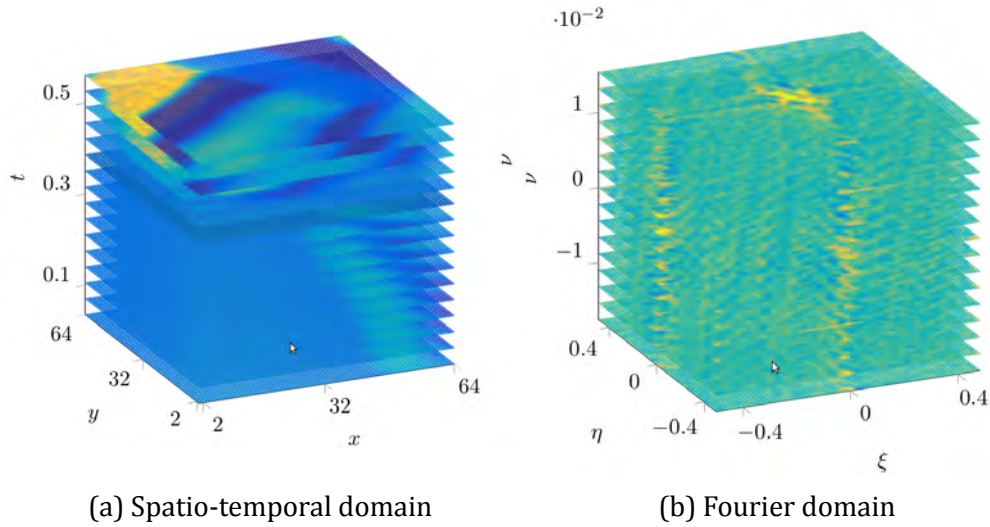 ·10⁻²
0.5
0.3
0.1
t
64
32
2
y
2
32
64
x
1
0
−1
ν
ν
0.4
0
−0.4
η
−0.4
0
0.4
ξ
(a) Spatio-temporal domain
(b) Fourier domain